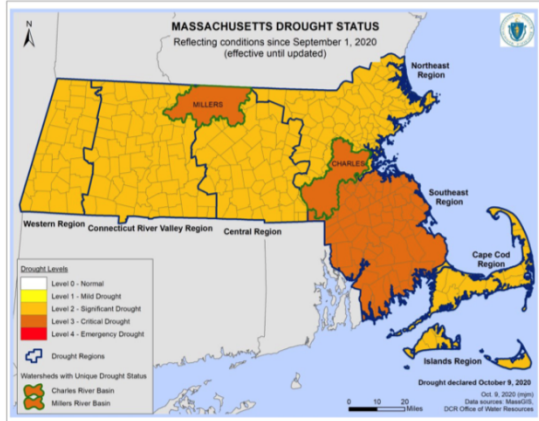 N
MASSACHUSETTS DROUGHT STATUS
Reflecting conditions since September 1, 2020
(effective until updated)
Northeast
Region
MILLERS
CHARLES
Southeast
Region
Western Region
Connecticut River Valley Region
Central Region
Cape Cod
Region
Islands Region
Drought Levels
Level 0 - Normal
Level 1 - Mild Drought
Level 2 - Significant Drought
Level 3 - Critical Drought
Level 4 - Emergency Drought
Drought Regions
Watersheds with Unique Drought Status
Charles River Basin
Millers River Basin
Drought declared October 9, 2020
Oct. 9, 2020 (mjm)
Data sources: MassGIS,
DCR Office of Water Resources
0 10 20
Miles